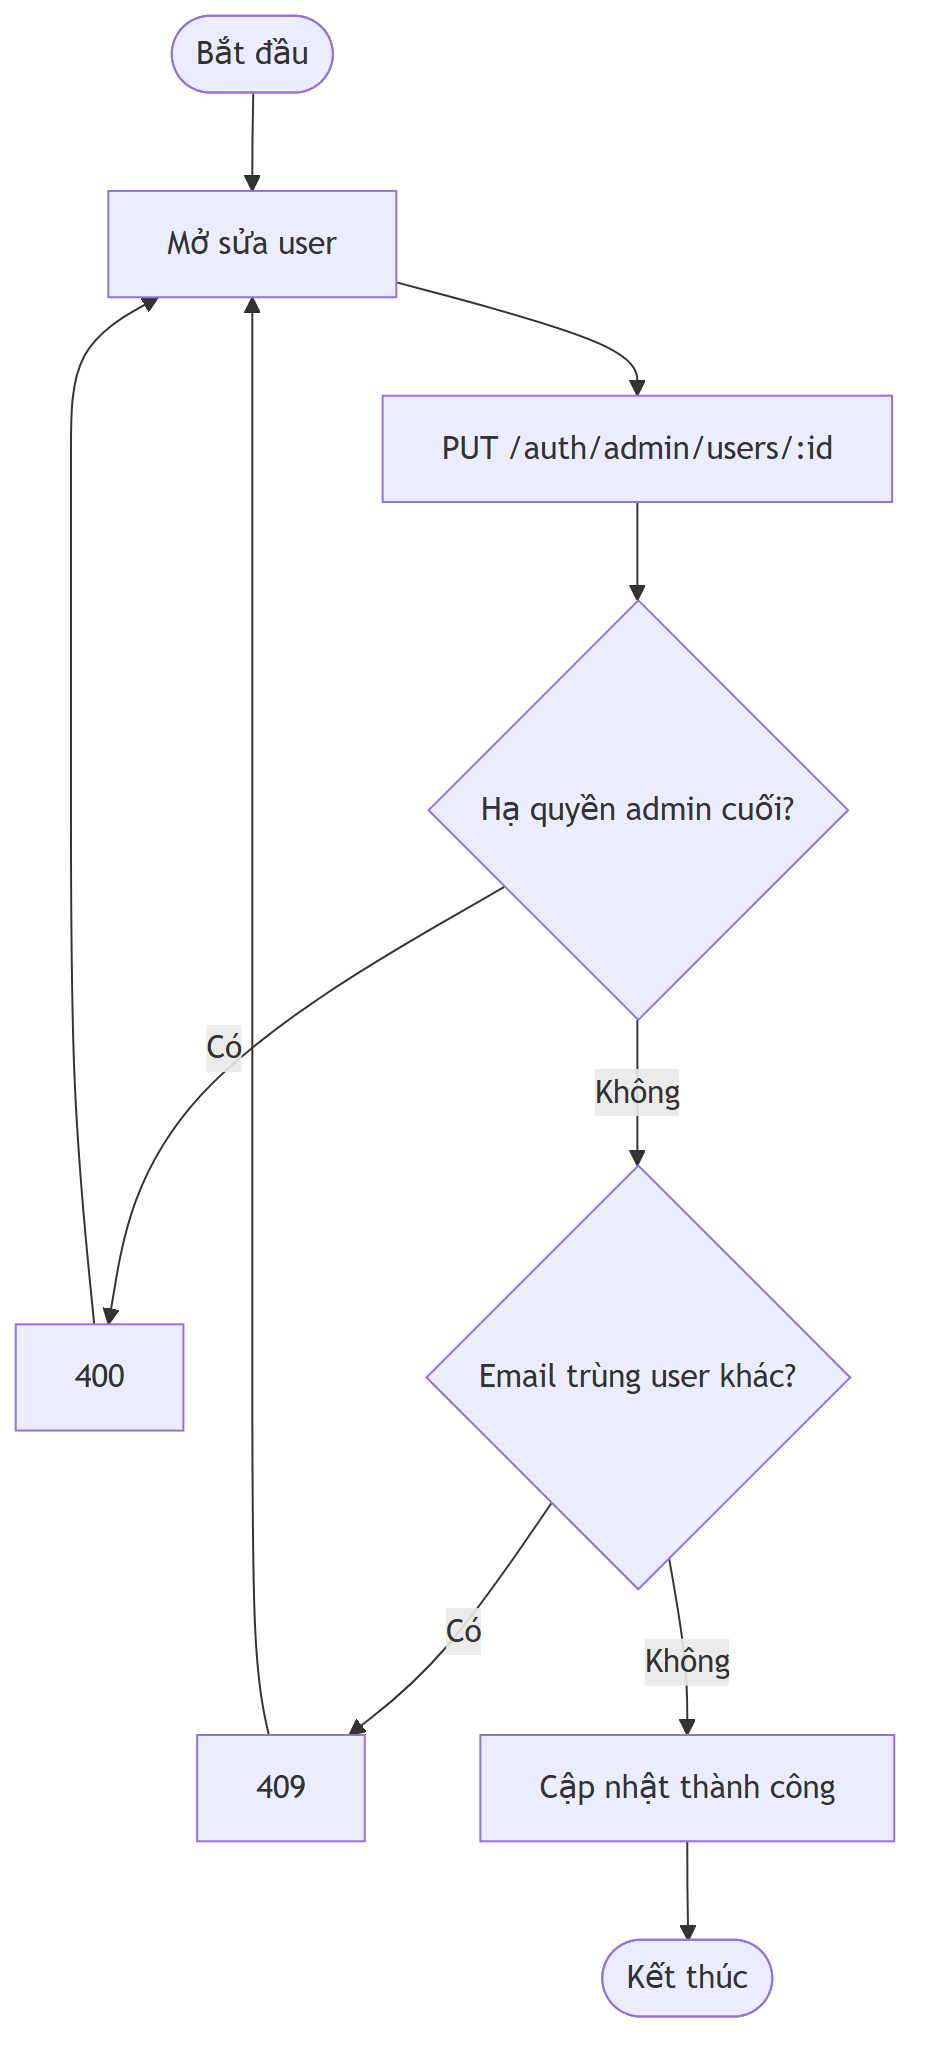 Bắt đầu
Mở sửa user
PUT /auth/admin/users/:id
Hạ quyền admin cuối?
Có
Không
400
Email trùng user khác?
Có
Không
409
Cập nhật thành công
Kết thúc